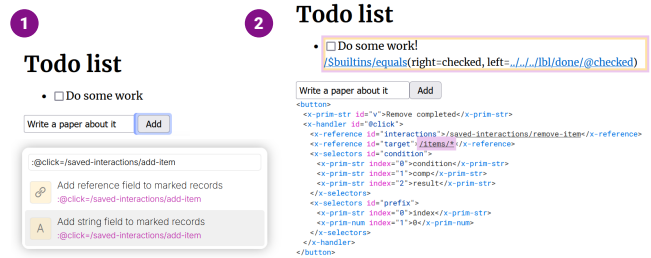 1
Todo list
Do some work
Write a paper about it
Add
:@click=/saved-interactions/add-item
Add reference field to marked records
:@click=/saved-interactions/add-item
A
Add string field to marked records
:@click=/saved-interactions/add-item
2
Todo list
Do some work!
/$builtins/equals(right=checked, left=../../../lbl/done/@checked)
Write a paper about it
Add
<button>
<x-prim-str id="v">Remove completed</x-prim-str>
<x-handler id="@click">
<x-reference id="interactions">/saved-interactions/remove-item</x-reference>
<x-reference id="target">/items/*</x-reference>
<x-selectors id="condition">
<x-prim-str index="0">condition</x-prim-str>
<x-prim-str index="1">comp</x-prim-str>
<x-prim-str index="2">result</x-prim-str>
</x-selectors>
<x-selectors id="prefix">
<x-prim-str index="0">index</x-prim-str>
<x-prim-num index="1">0</x-prim-num>
</x-selectors>
</x-handler>
</button>